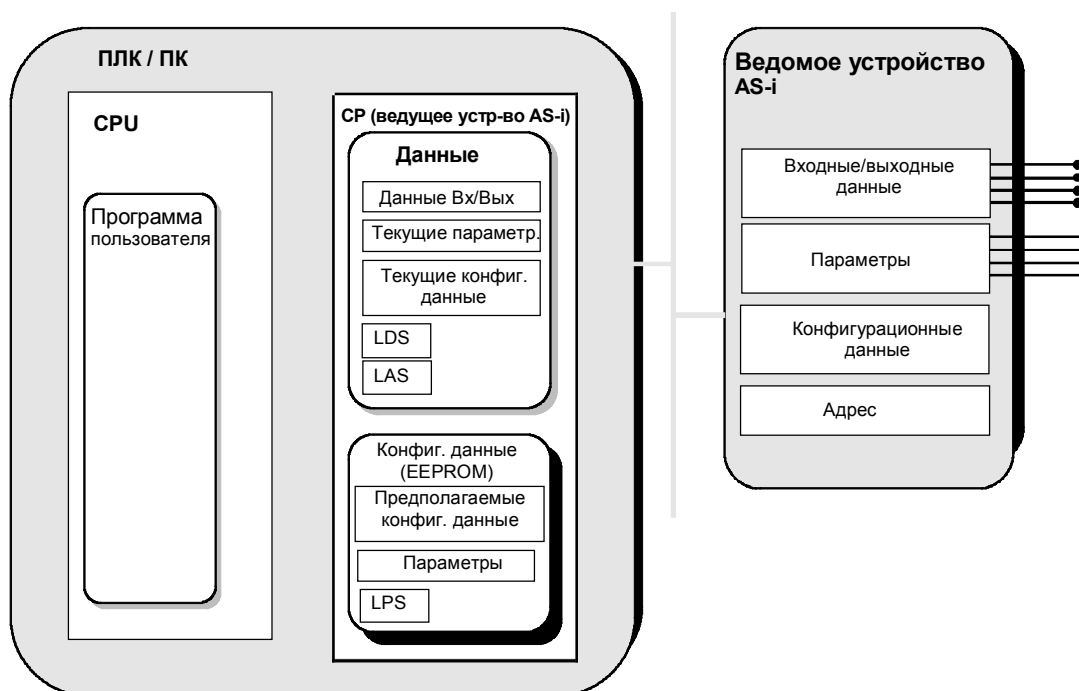 ПЛК / ПК
CPU
Программа
пользователя
CP (ведущее устр-во AS-i)
Данные
Данные Вх/Вых
Текущие параметр.
Текущие конфиг.
данные
LDS
LAS
Конфиг. данные
(EEPROM)
Предполагаемые
конфиг. данные
Параметры
LPS
Ведомое устройство
AS-i
Входные/выходные
данные
Параметры
Конфигурационные
данные
Адрес